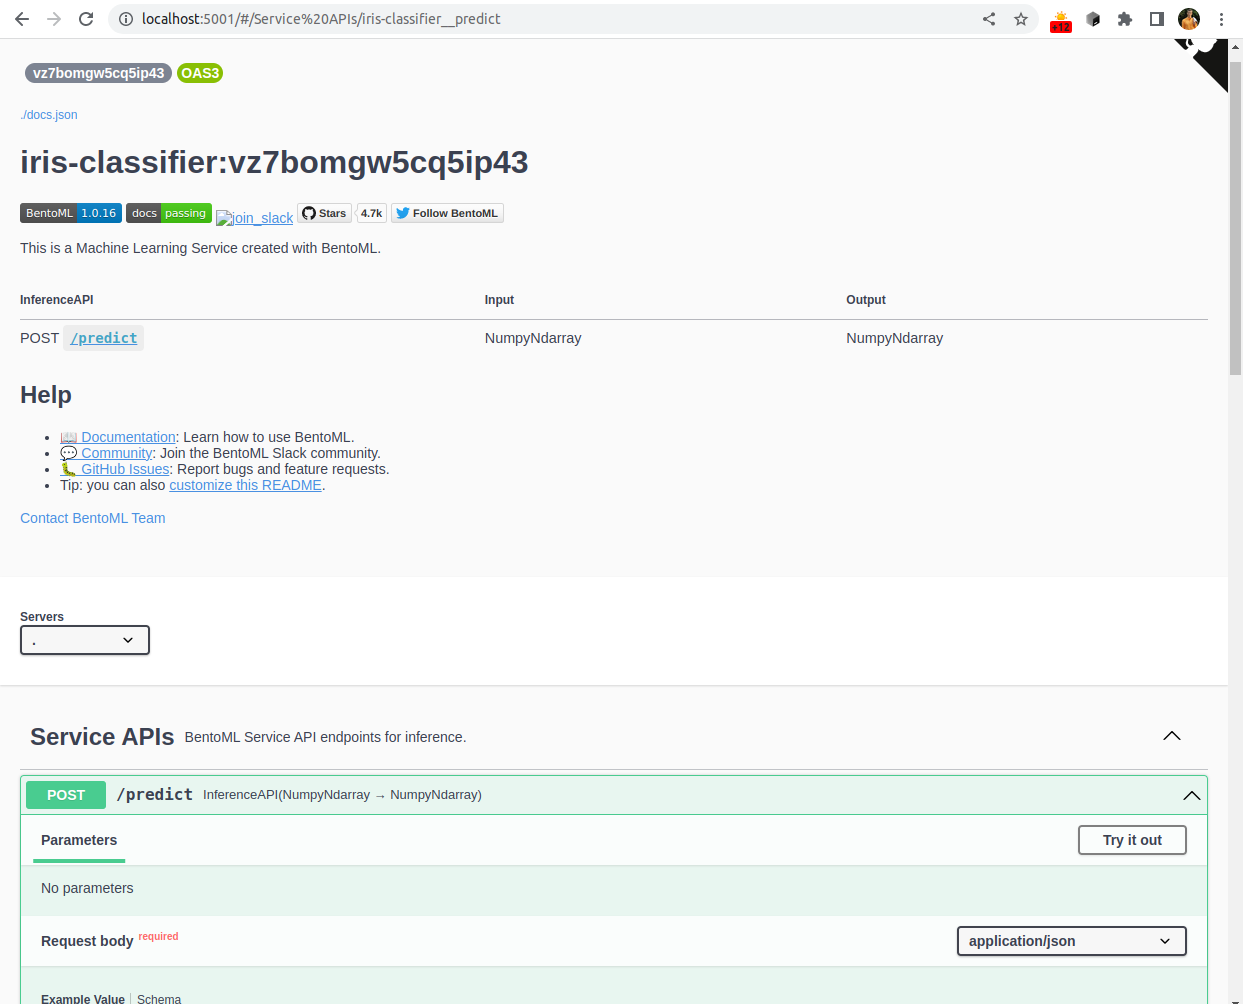 localhost:5001/#/Service%20APIs/iris-classifier__predict
+12
vz7bomgw5cq5ip43 OAS3
./docs.json
iris-classifier:vz7bomgw5cq5ip43
BentoML 1.0.16 docs passing join_slack Stars 4.7k Follow BentoML
This is a Machine Learning Service created with BentoML.
InferenceAPI Input Output
POST /predict NumpyNdarray NumpyNdarray
Help
• 📖 Documentation: Learn how to use BentoML.
• 💬 Community: Join the BentoML Slack community.
• 🐛 GitHub Issues: Report bugs and feature requests.
• Tip: you can also customize this README.
Contact BentoML Team
Servers
.
Service APIs BentoML Service API endpoints for inference.
POST /predict InferenceAPI(NumpyNdarray → NumpyNdarray)
Parameters Try it out
No parameters
Request body required application/json
Example Value Schema